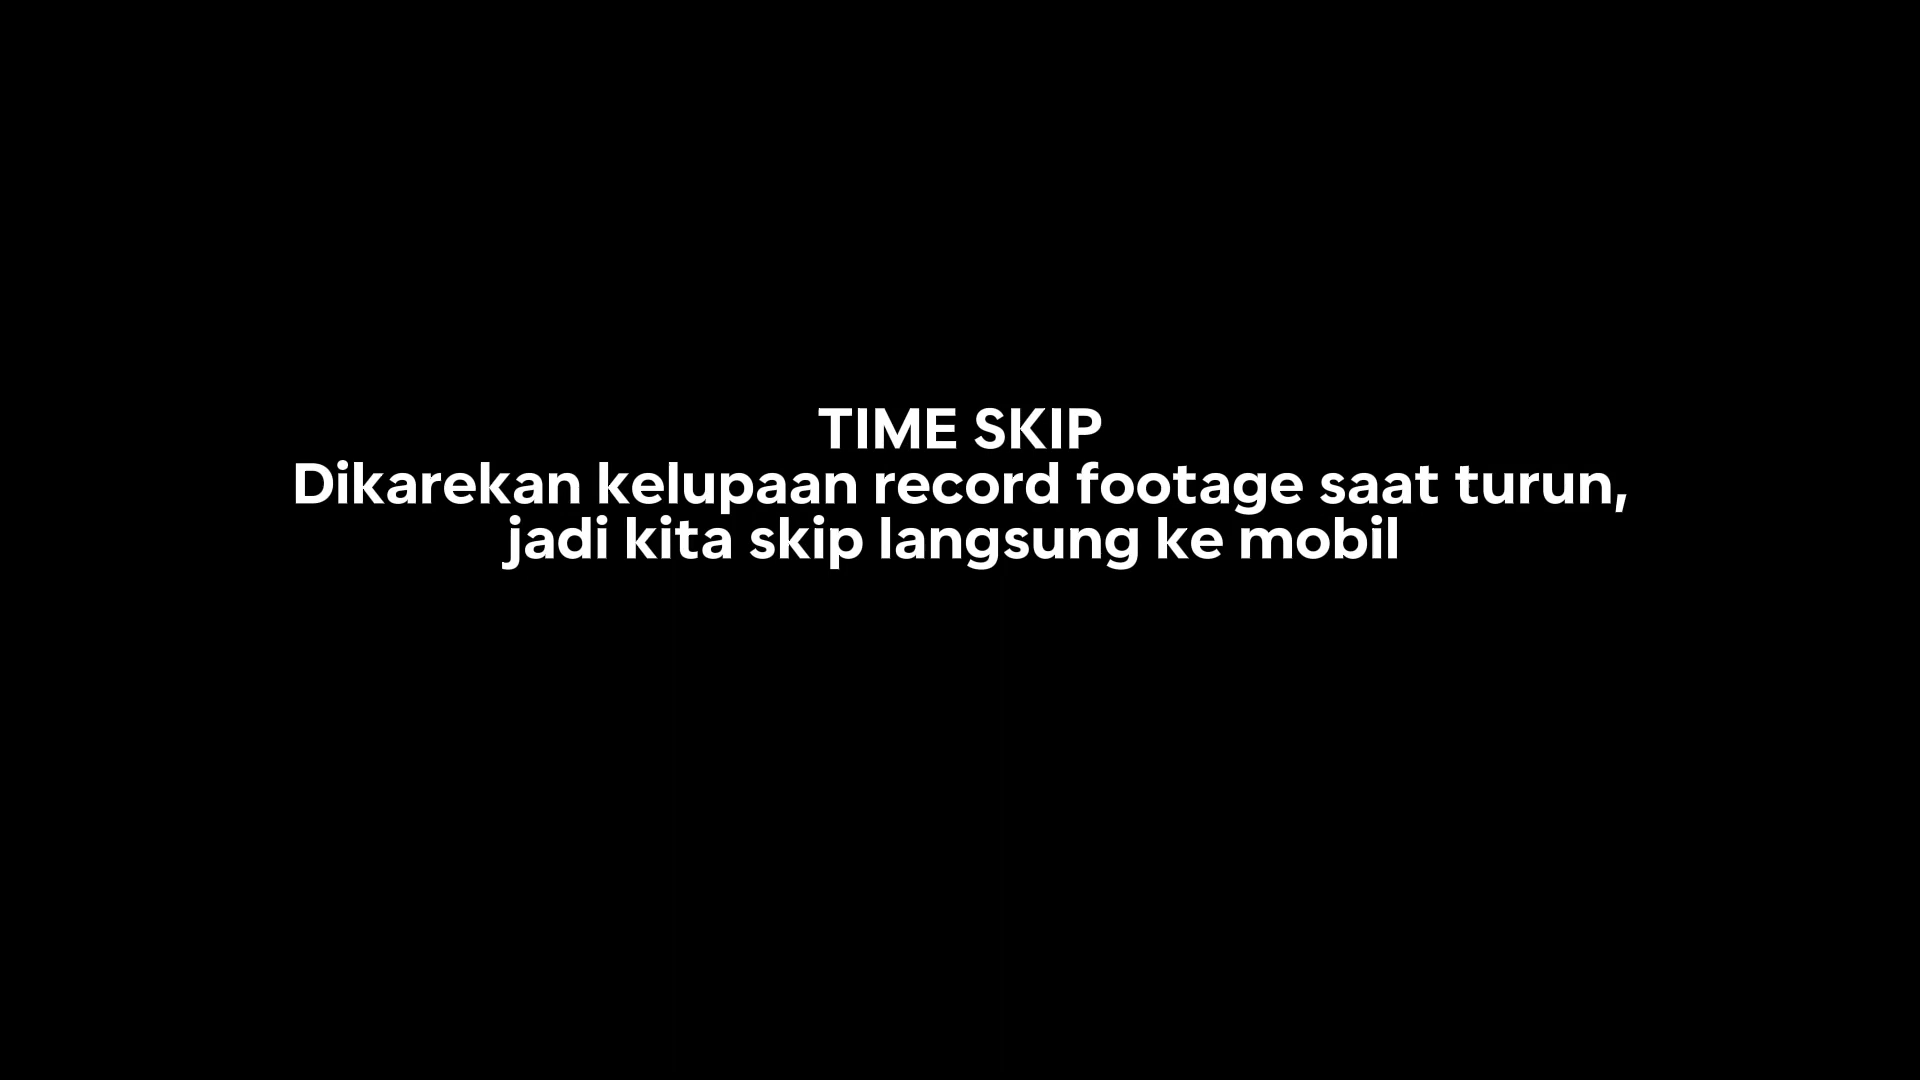 TIME SKIP
Dikarekan kelupaan record footage saat turun,
jadi kita skip langsung ke mobil